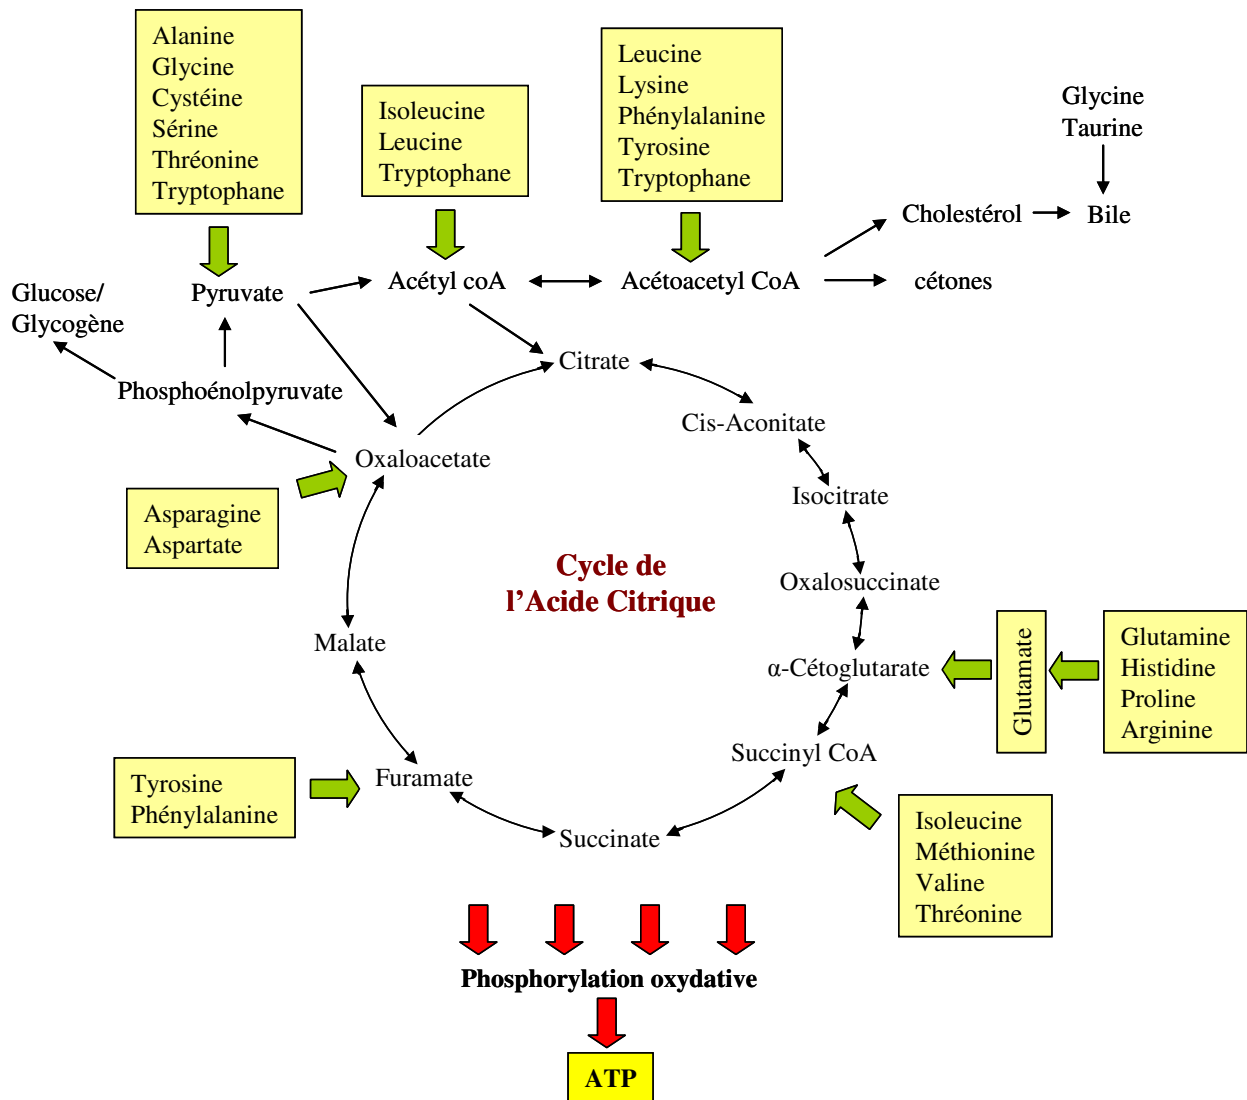 Alanine
Glycine
Cystéine
Sérine
Thréonine
Tryptophane
Isoleucine
Leucine
Tryptophane
Leucine
Lysine
Phénylalanine
Tyrosine
Tryptophane
Glycine
Taurine
Cholestérol
Bile
Glucose/
Glycogène
Pyruvate
Acétyl coA
Acétoacetyl CoA
cétones
Phosphoénolpyruvate
Citrate
Cis-Aconitate
Oxaloacetate
Isocitrate
Asparagine
Aspartate
Cycle de
l'Acide Citrique
Oxalosuccinate
Malate
α-Cétoglutarate
Glutamate
Glutamine
Histidine
Proline
Arginine
Succinyl CoA
Furamate
Tyrosine
Phénylalanine
Succinate
Isoleucine
Méthionine
Valine
Thréonine
Phosphorylation oxydative
ATP